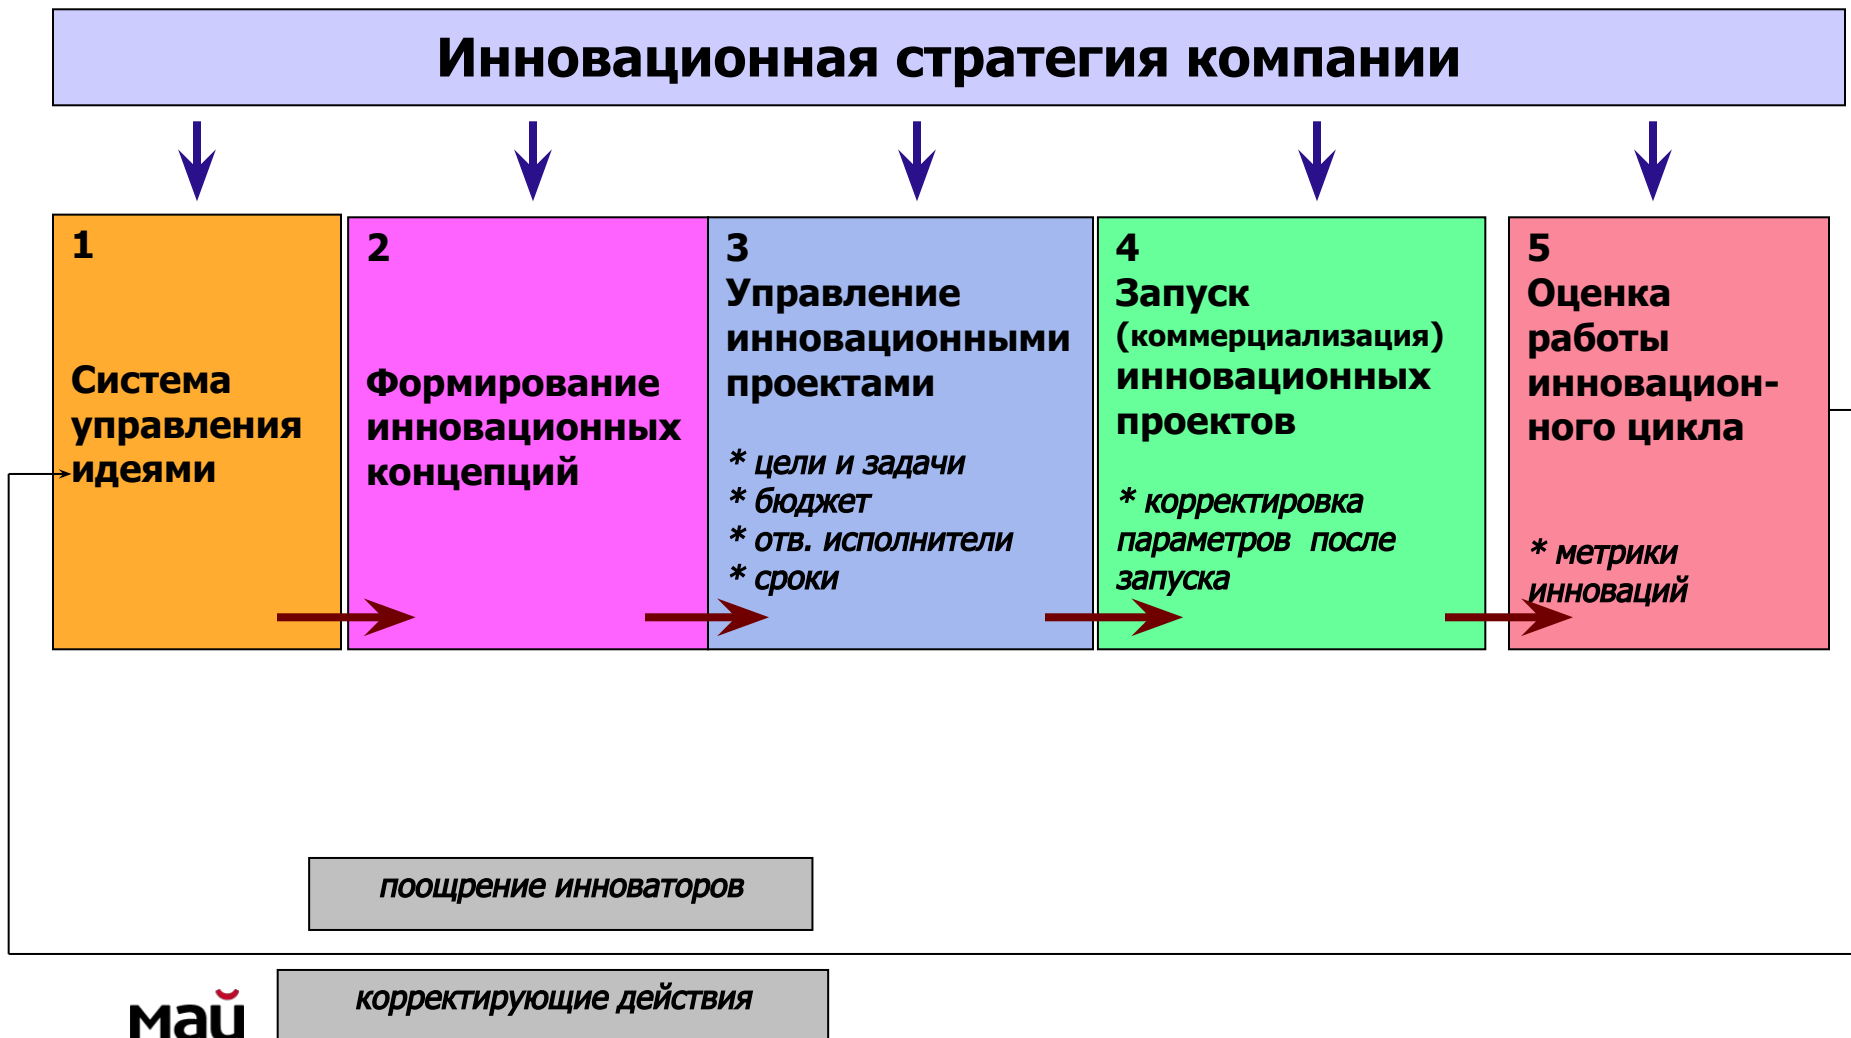 Инновационная стратегия компании
1
Система
управления
идеями
2
Формирование
инновационных
концепций
3
Управление
инновационными
проектами
* цели и задачи
* бюджет
* отв. исполнители
* сроки
4
Запуск
(коммерциализация)
инновационных
проектов
* корректировка
параметров после
запуска
5
Оценка
работы
инновацион-
ного цикла
* метрики
инноваций
поощрение инноваторов
корректирующие действия
май